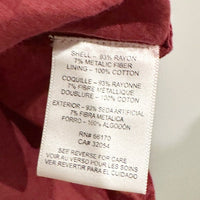 SHELL - 93% RAYON
7% METALLIC FIBER
LINING - 100% COTTON
COQUILLE - 93% RAYONNE
7% FIBRE METALLIQUE
DOUBLURE - 100% COTON
EXTERIOR - 93% SEDA ARTIFICIAL
7% FIBRA METALICA
FORRO - 100% ALGODÓN
RN# 66170
CA# 32054
SEE REVERSE FOR CARE
VOIR AU VERSO POUR LES SOINS
VER AL REVERSO PARA EL CUIDADO